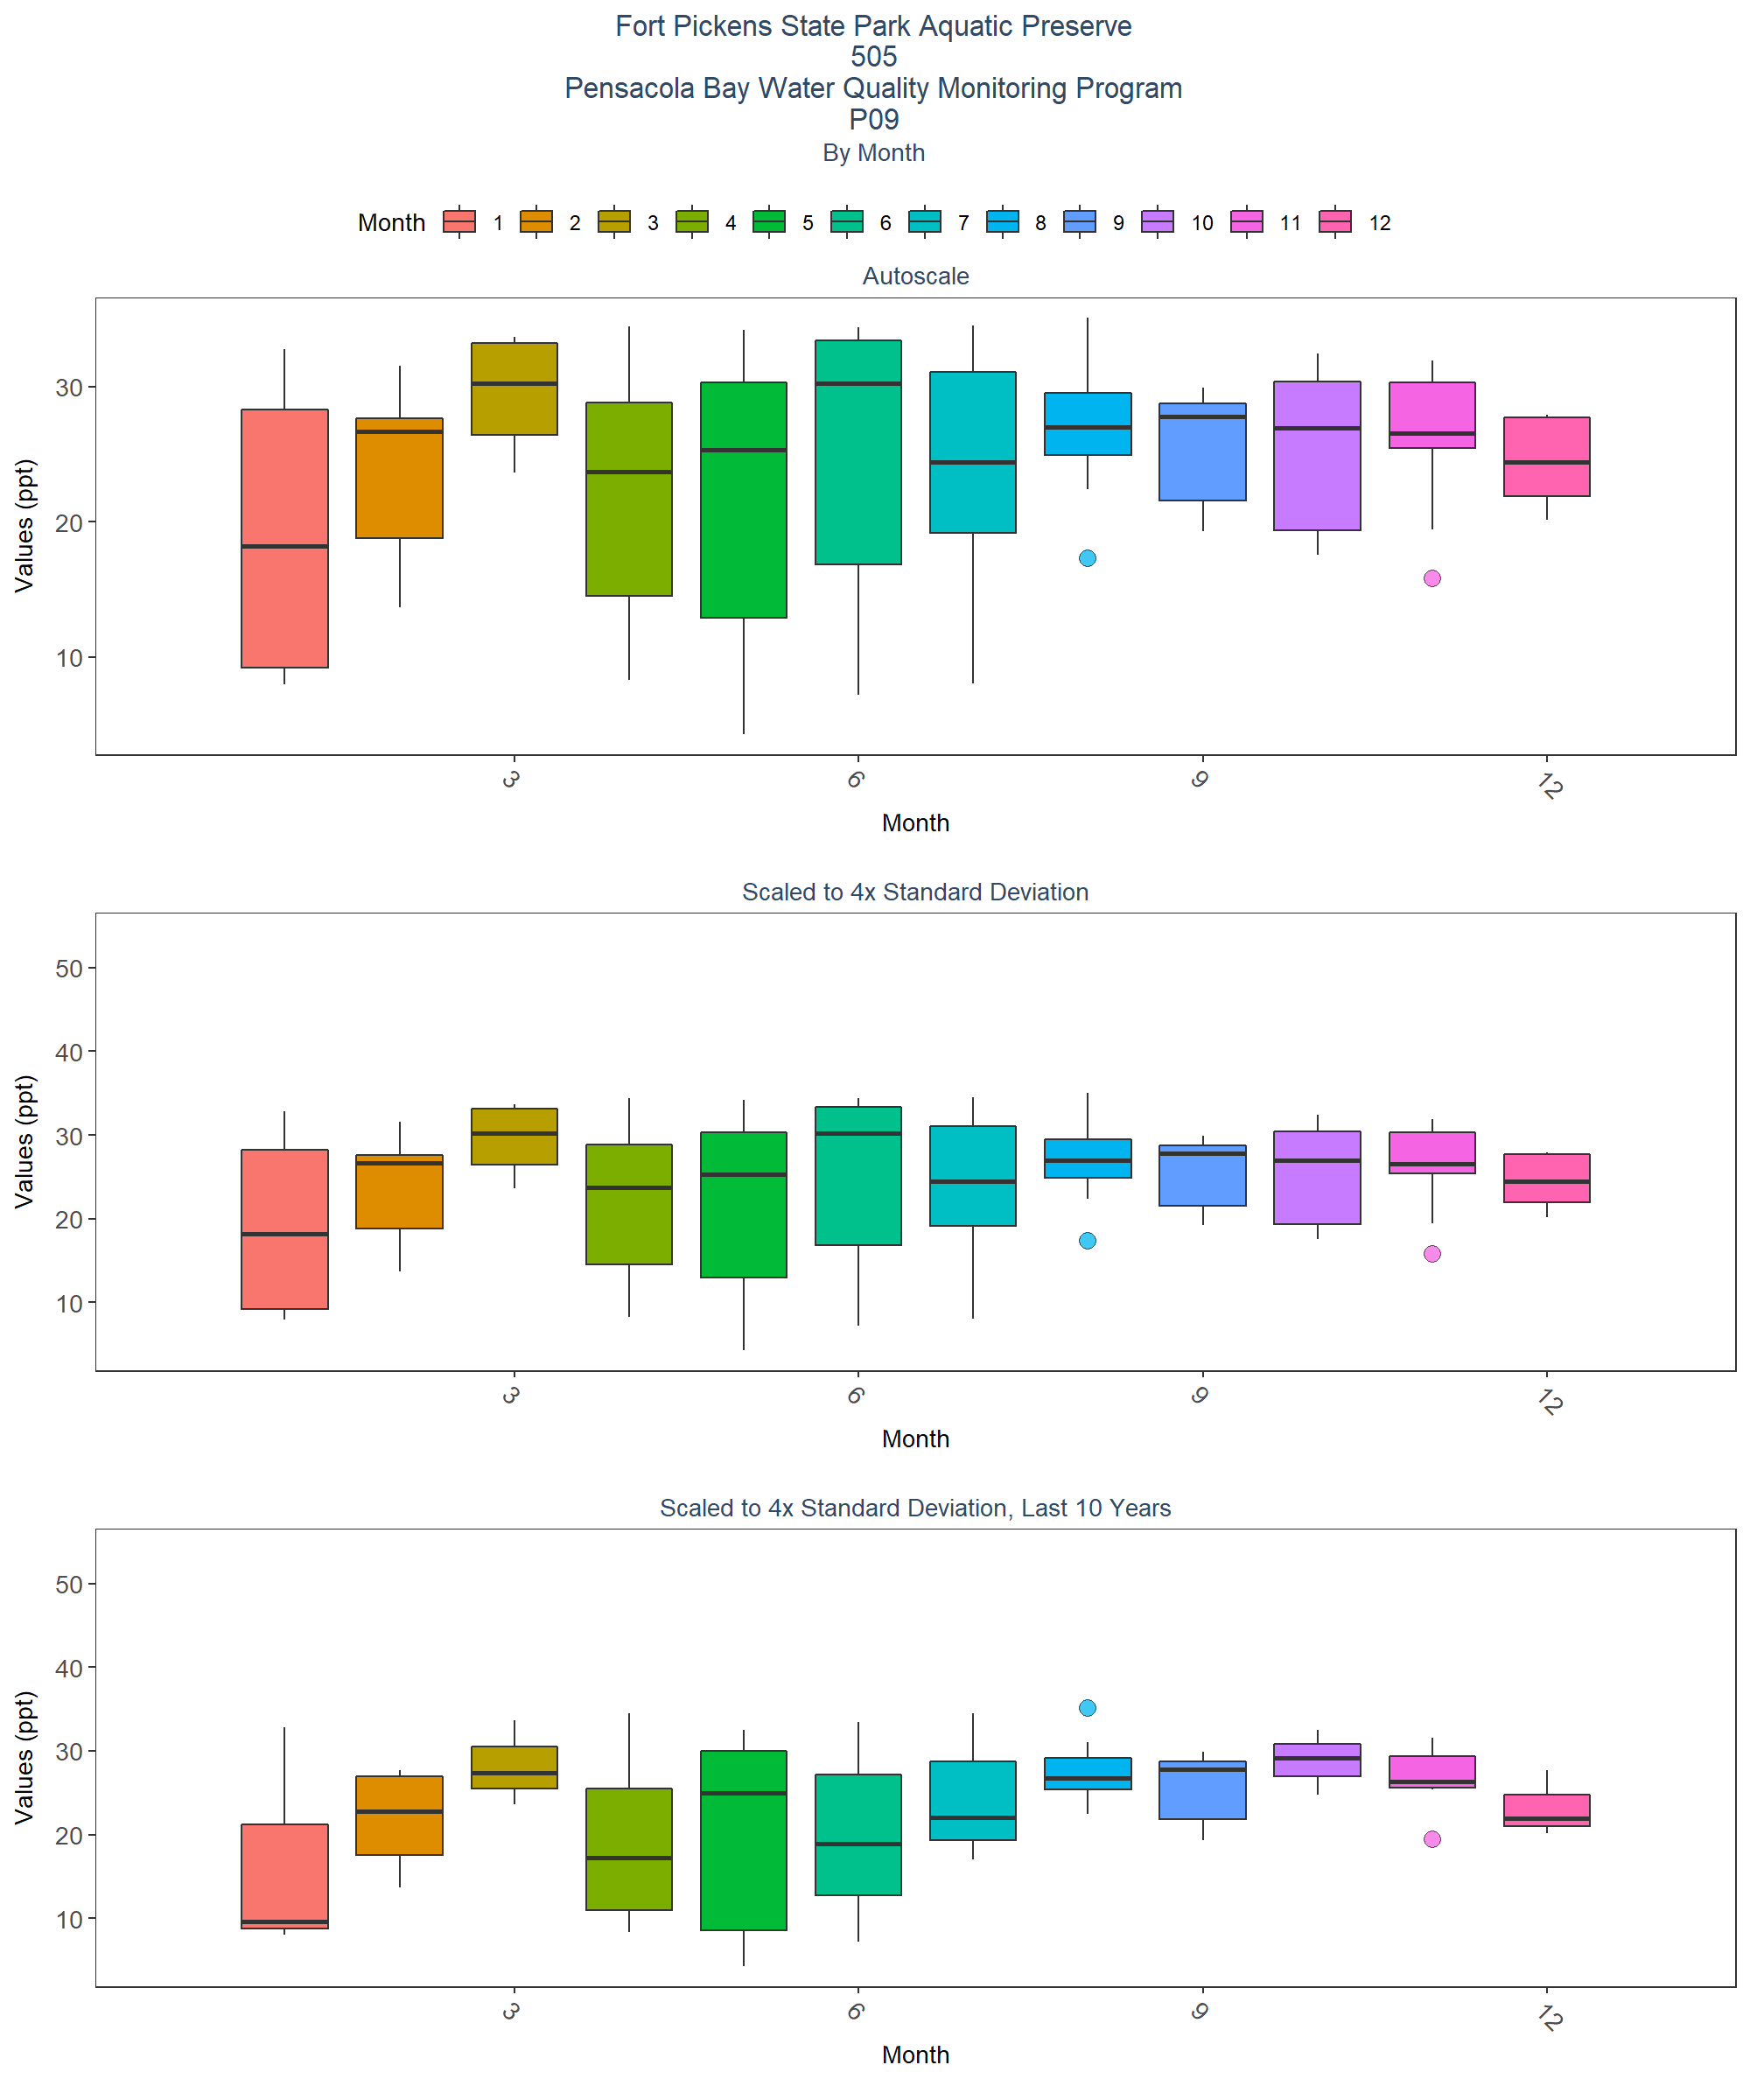 Fort Pickens State Park Aquatic Preserve
505
Pensacola Bay Water Quality Monitoring Program
P09
By Month
Month 1 2 3 4 5 6 7 8 9 10 11 12
Autoscale
Values (ppt)
30
20
10
3 6 9 12
Month
Scaled to 4x Standard Deviation
Values (ppt)
50
40
30
20
10
3 6 9 12
Month
Scaled to 4x Standard Deviation, Last 10 Years
Values (ppt)
50
40
30
20
10
3 6 9 12
Month